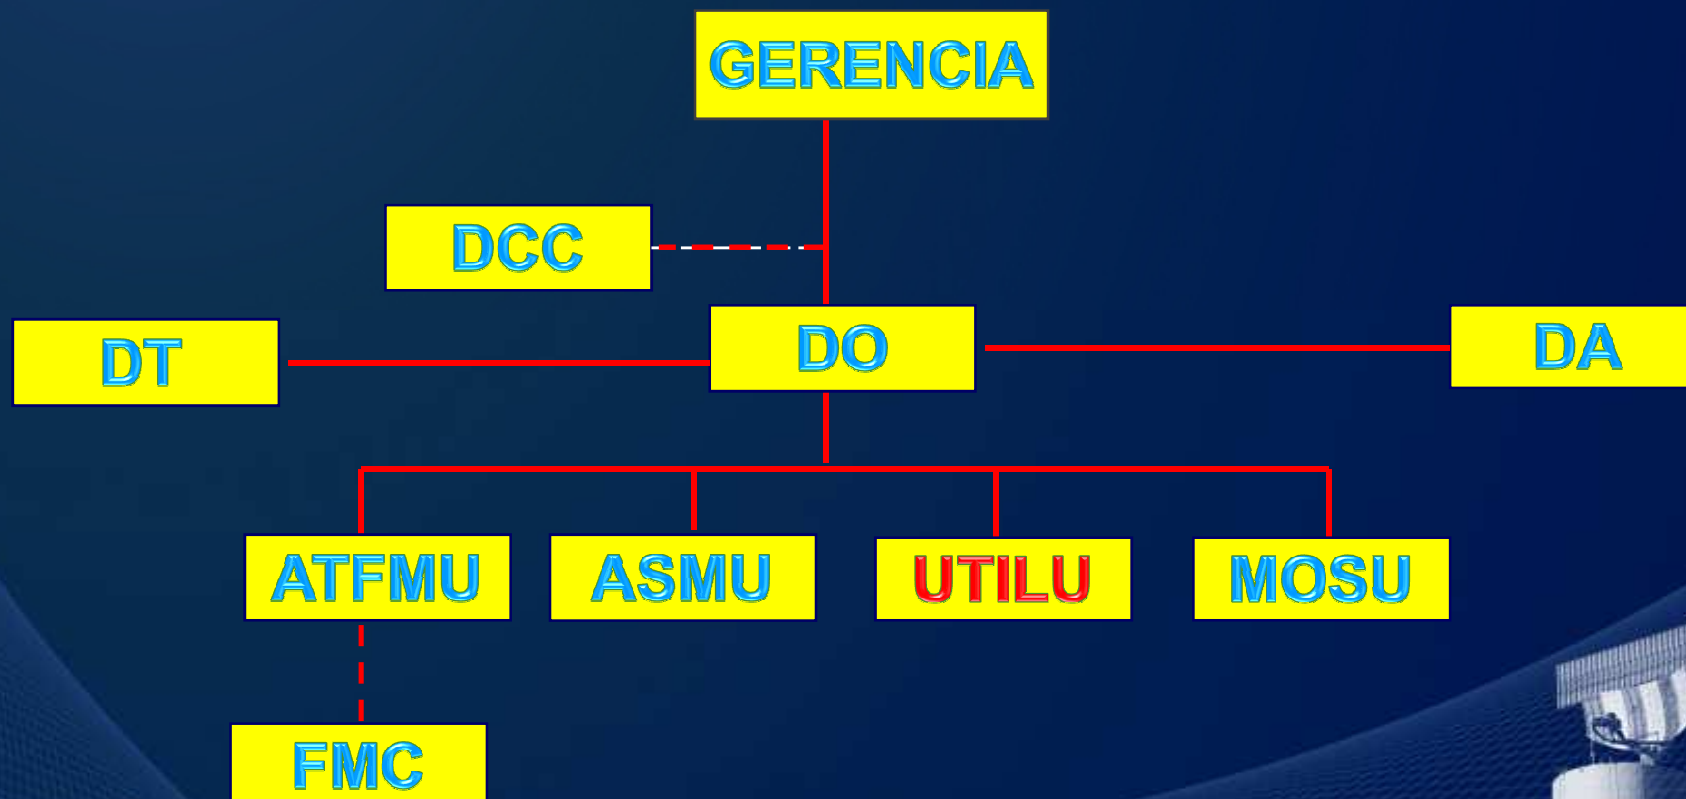 GERENCIA
DCC
DT
DO
DA
ATFMU
ASMU
UTILU
MOSU
FMC